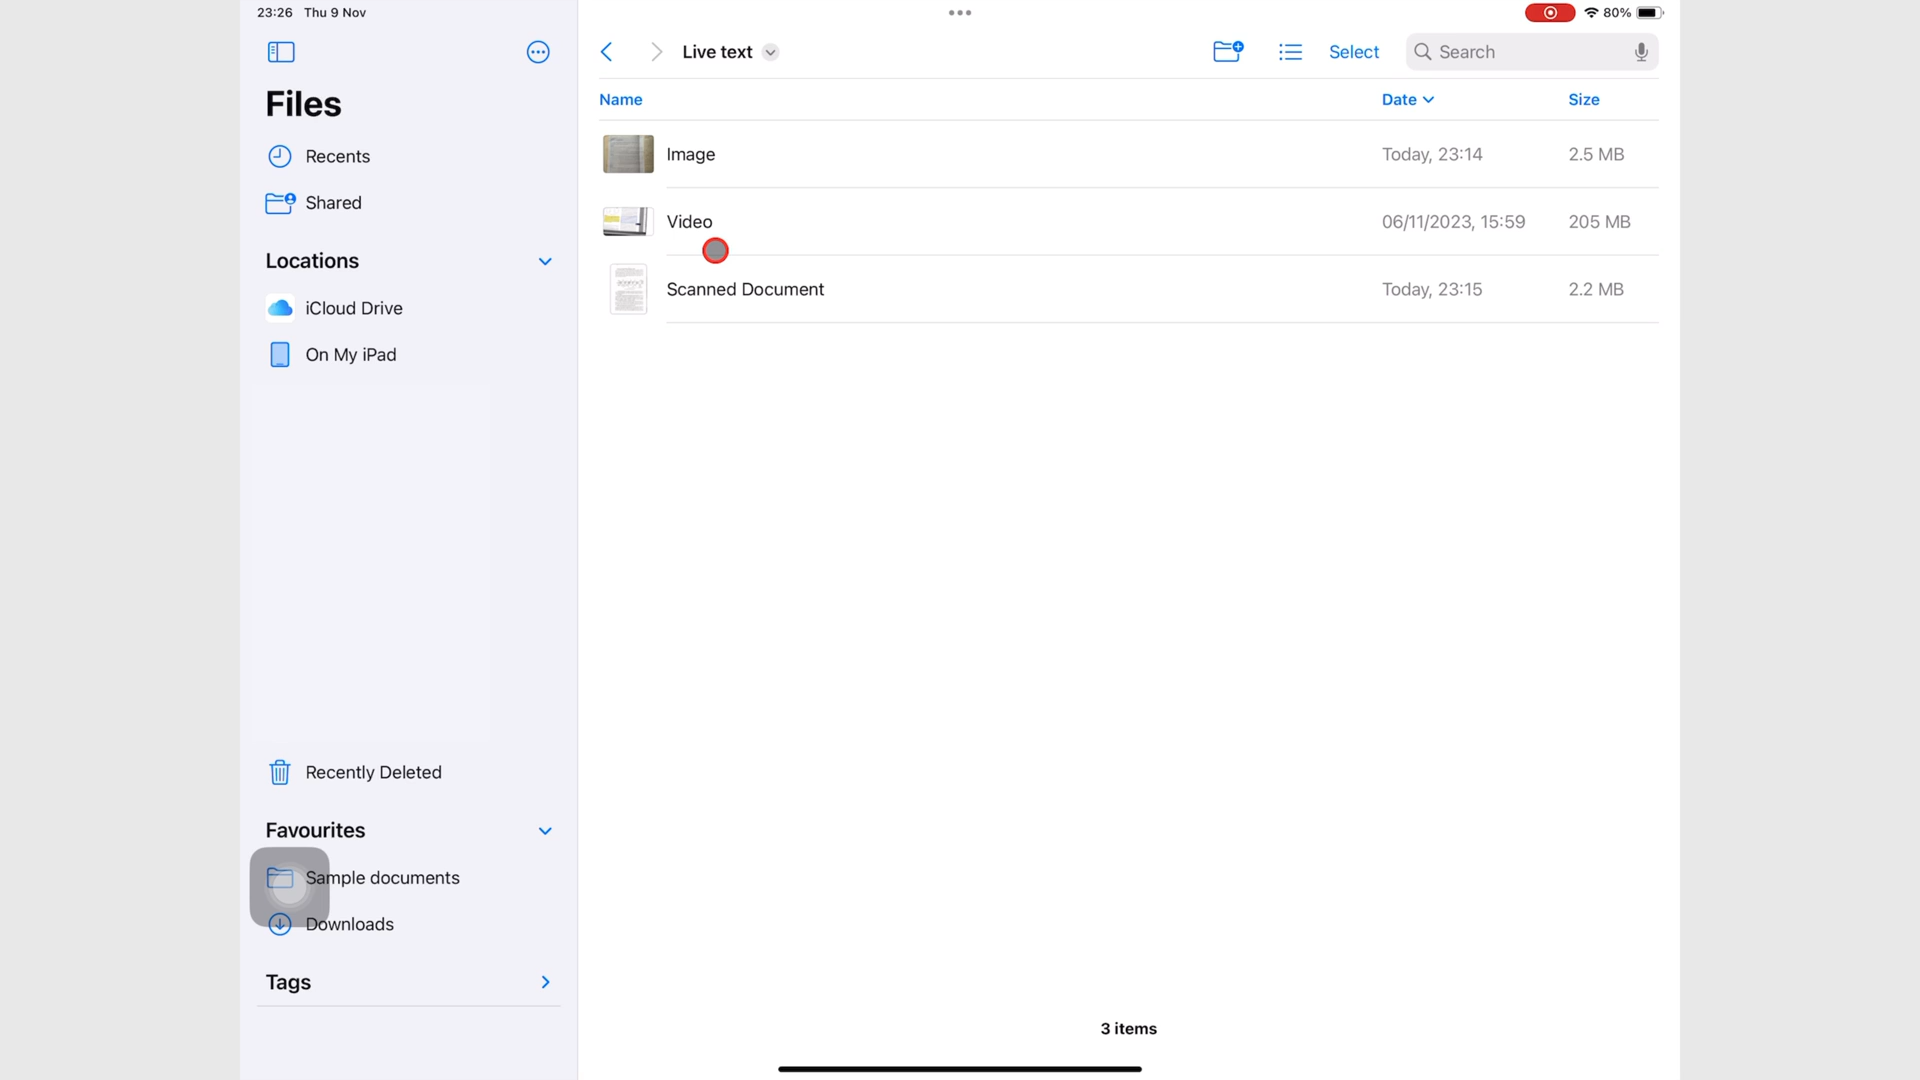 23:26 Thu 9 Nov
80%
Files
Recents
Shared
Locations
iCloud Drive
On My iPad
Recently Deleted
Favourites
Sample documents
Downloads
Tags
Live text
Select
Search
Name Date Size
Image Today, 23:14 2.5 MB
Video 06/11/2023, 15:59 205 MB
Scanned Document Today, 23:15 2.2 MB
3 items